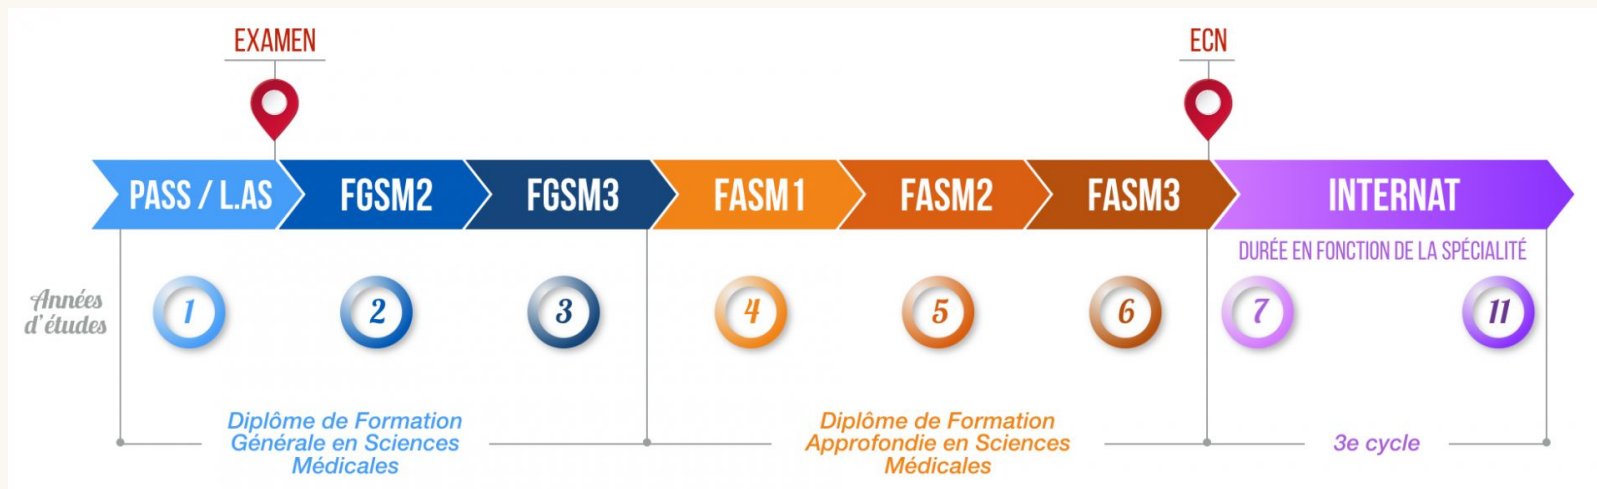 EXAMEN
ECN
PASS / L.AS
FGSM2
FGSM3
FASM1
FASM2
FASM3
INTERNAT
DURÉE EN FONCTION DE LA SPÉCIALITÉ
Années
d'études
1
2
3
4
5
6
7
11
Diplôme de Formation
Générale en Sciences
Médicales
Diplôme de Formation
Approfondie en Sciences
Médicales
3e cycle